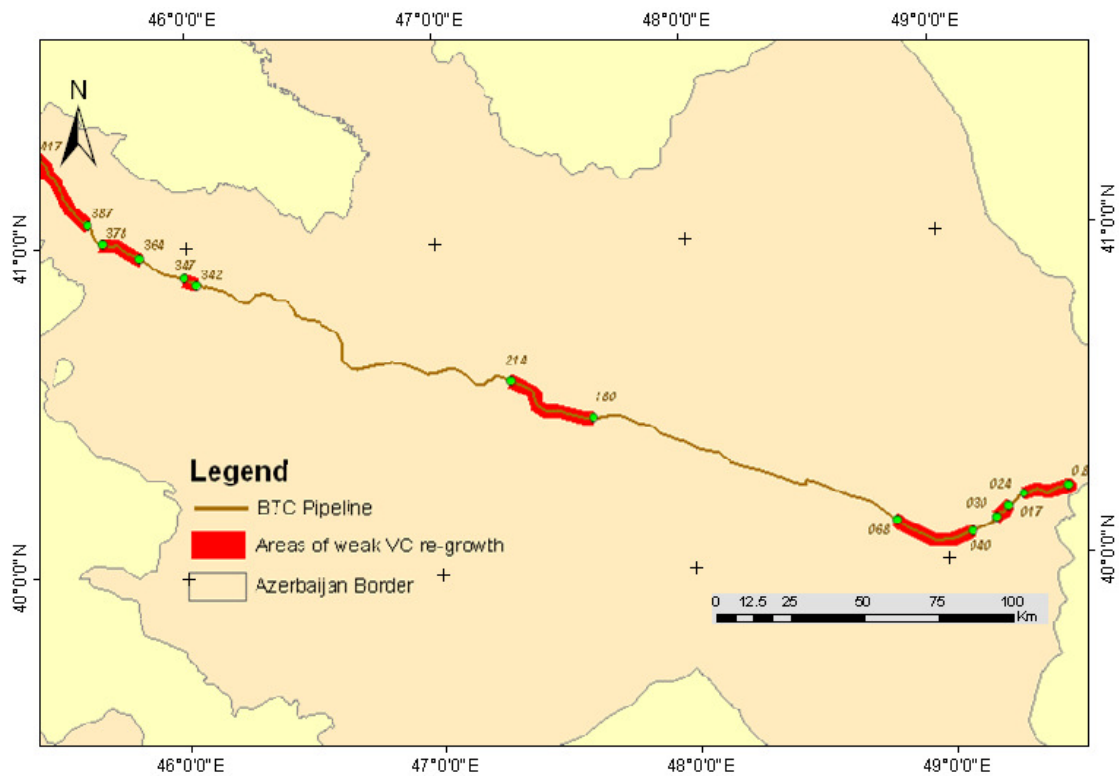 46°0'0"E 47°0'0"E 48°0'0"E 49°0'0"E
N
417
387
378
364
347
342
41°0'0"N 41°0'0"N
214
180
Legend
BTC Pipeline
Areas of weak VC re-growth
Azerbaijan Border
024
030
017
068
040
40°0'0"N 40°0'0"N
0 12.5 25 50 75 100
Km
46°0'0"E 47°0'0"E 48°0'0"E 49°0'0"E